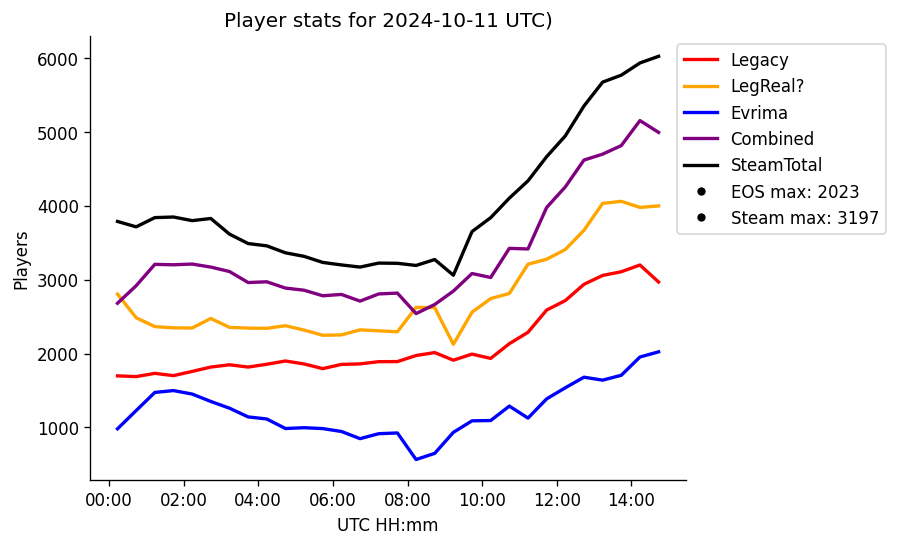 Player stats for 2024-10-11 UTC)
6000
5000
4000
3000
2000
1000
Players
00:00 02:00 04:00 06:00 08:00 10:00 12:00 14:00
UTC HH:mm
Legacy
LegReal?
Evrima
Combined
SteamTotal
EOS max: 2023
Steam max: 3197